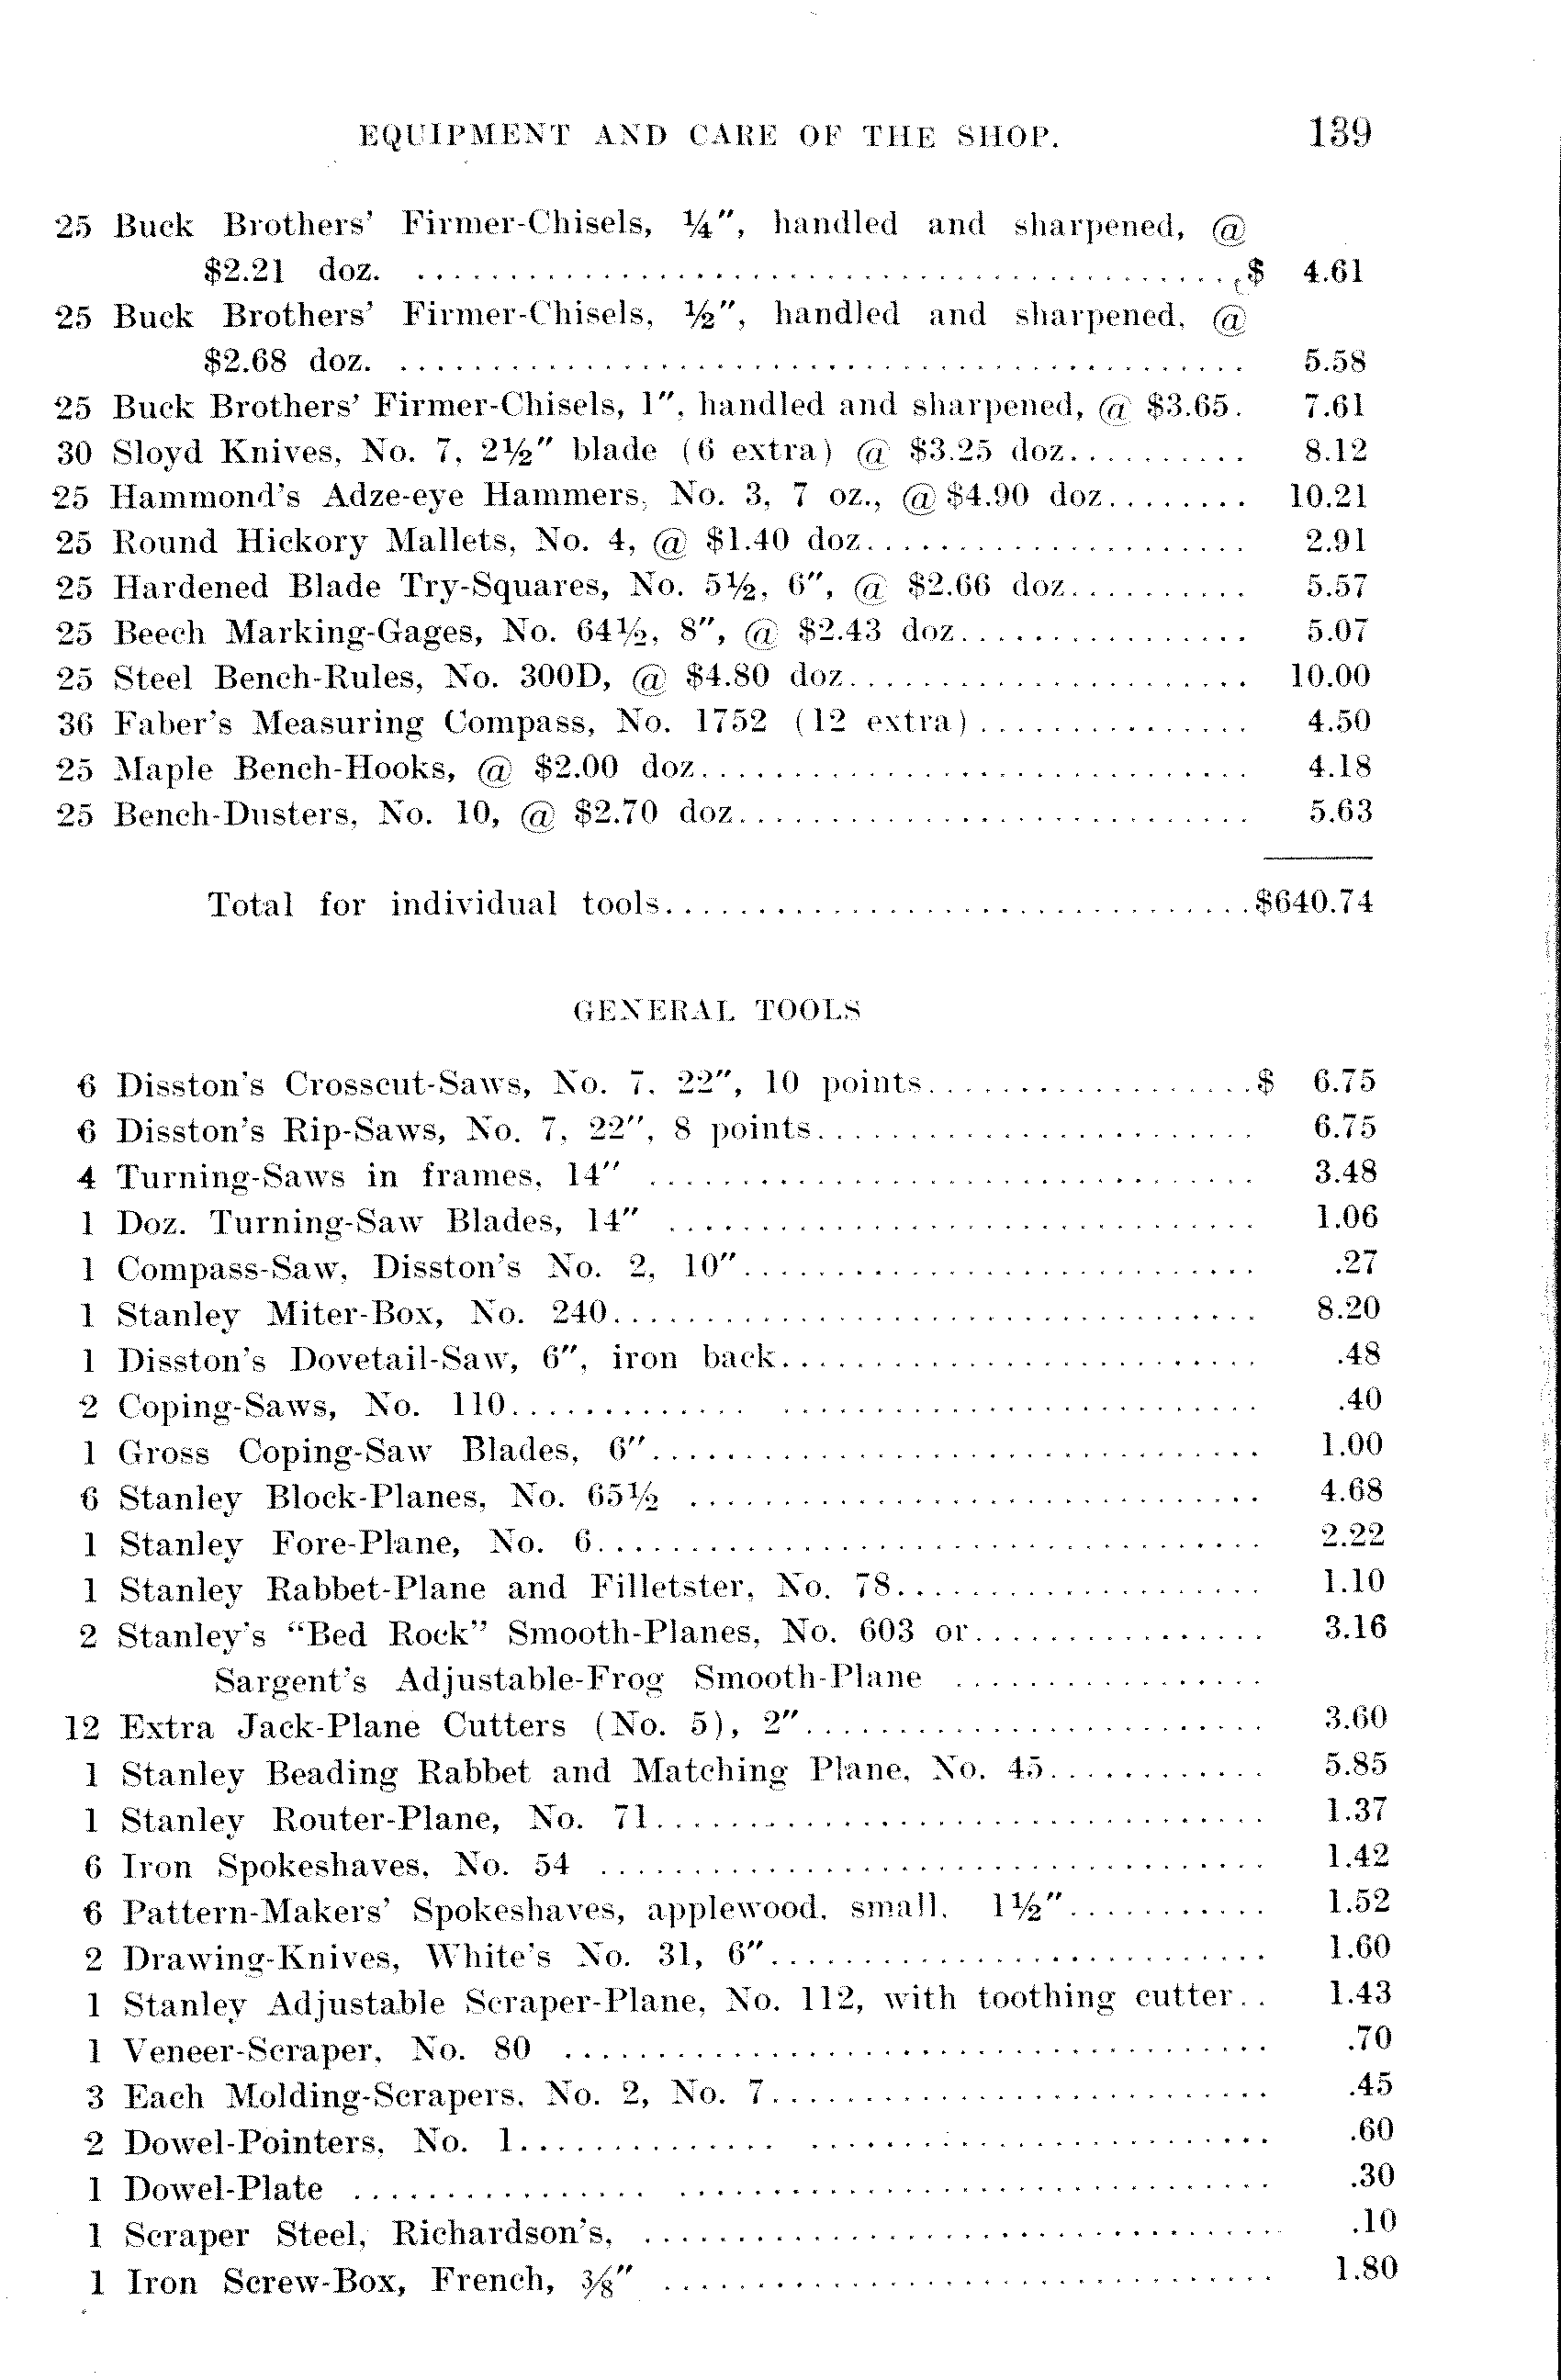 EQUIPMENT AND CARE OF THE SHOP. 139
25 Buck Brothers' Firmer-Chisels, ¼″, handled and sharpened, @
$2.21 doz. ........................................... $ 4.61
25 Buck Brothers' Firmer-Chisels, ½″, handled and sharpened, @
$2.68 doz. ........................................... 5.58
25 Buck Brothers' Firmer-Chisels, 1″, handled and sharpened, @ $3.65. 7.61
30 Sloyd Knives, No. 7, 2½″ blade (6 extra) @ $3.25 doz.......... 8.12
25 Hammond's Adze-eye Hammers, No. 3, 7 oz., @ $4.90 doz........ 10.21
25 Round Hickory Mallets, No. 4, @ $1.40 doz..................... 2.91
25 Hardened Blade Try-Squares, No. 5½, 6″, @ $2.66 doz.......... 5.57
25 Beech Marking-Gages, No. 64½, 8″, @ $2.43 doz................ 5.07
25 Steel Bench-Rules, No. 300D, @ $4.80 doz...................... 10.00
36 Faber's Measuring Compass, No. 1752 (12 extra)............... 4.50
25 Maple Bench-Hooks, @ $2.00 doz.............................. 4.18
25 Bench-Dusters, No. 10, @ $2.70 doz............................ 5.63
Total for individual tools................................ $640.74
GENERAL TOOLS
6 Disston's Crosscut-Saws, No. 7. 22″, 10 points..................$ 6.75
6 Disston's Rip-Saws, No. 7, 22″, 8 points........................ 6.75
4 Turning-Saws in frames, 14″ ................................. 3.48
1 Doz. Turning-Saw Blades, 14″ ................................ 1.06
1 Compass-Saw, Disston's No. 2, 10″............................ .27
1 Stanley Miter-Box, No. 240................................... 8.20
1 Disston's Dovetail-Saw, 6″, iron back.......................... .48
2 Coping-Saws, No. 110............. .......................... .40
1 Gross Coping-Saw Blades, 6″................................. 1.00
6 Stanley Block-Planes, No. 65½ ............................... 4.68
1 Stanley Fore-Plane, No. 6.................................... 2.22
1 Stanley Rabbet-Plane and Filletster, No. 78.................... 1.10
2 Stanley's “Bed Rock” Smooth-Planes, No. 603 or................ 3.16
Sargent's Adjustable-Frog Smooth-Plane .................
12 Extra Jack-Plane Cutters (No. 5), 2″......................... 3.60
1 Stanley Beading Rabbet and Matching Plane, No. 45............ 5.85
1 Stanley Router-Plane, No. 71................................. 1.37
6 Iron Spokeshaves, No. 54 .................................... 1.42
6 Pattern-Makers' Spokeshaves, applewood, small, 1½″........... 1.52
2 Drawing-Knives, White's No. 31, 6″........................... 1.60
1 Stanley Adjustable Scraper-Plane, No. 112, with toothing cutter.. 1.43
1 Veneer-Scraper, No. 80 ...................................... .70
3 Each Molding-Scrapers, No. 2, No. 7........................... .45
2 Dowel-Pointers, No. 1.............. ......................... .60
1 Dowel-Plate ................ ................................ .30
1 Scraper Steel, Richardson's, .................................. .10
1 Iron Screw-Box, French, ⅜″ ................................. 1.80